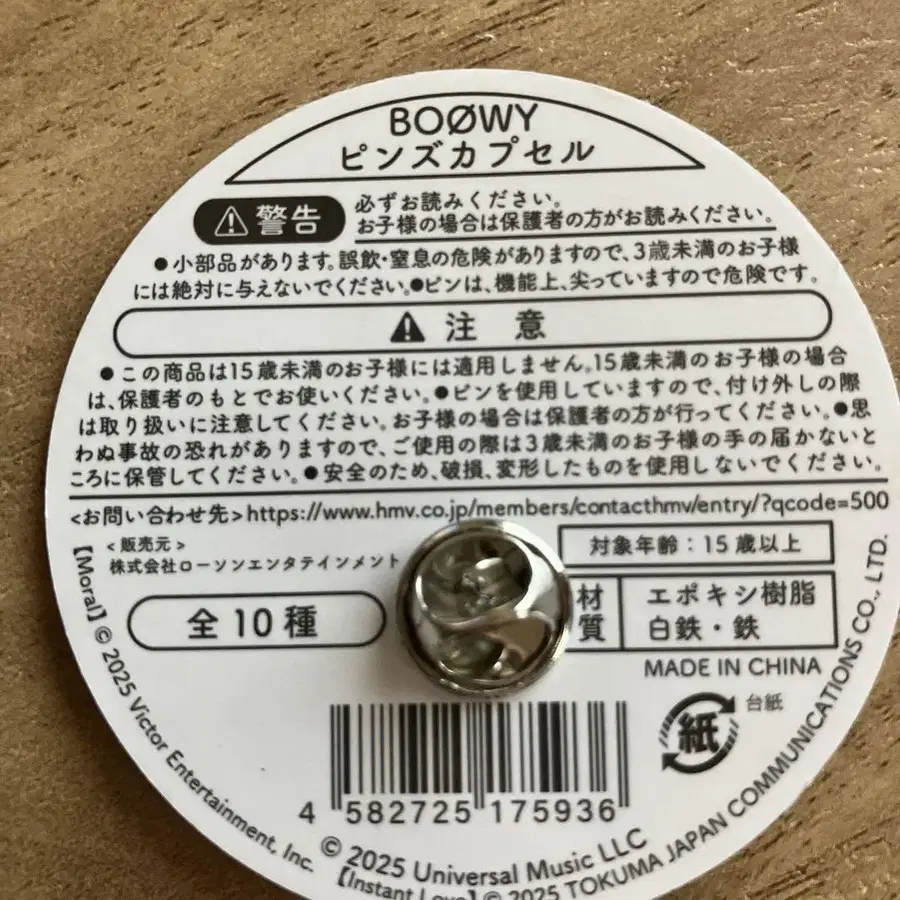 BOØWY
ピンズカプセル
⚠警告
必ずお読みください。
お子様の場合は保護者の方がお読みください。
●小部品があります。誤飲・窒息の危険がありますので、3歳未満のお子様
には絶対に与えないでください。●ピンは、機能上、尖っていますので危険です。
⚠注意
●この商品は15歳未満のお子様には適用しません。15歳未満のお子様の場合
は、保護者のもとでお使いください。●ピンを使用していますので、付け外しの際
は取り扱いに注意してください。お子様の場合は保護者の方が行ってください。●思
わぬ事故の恐れがありますので、ご使用の際は3歳未満のお子様の手の届かないと
ころに保管してください。●安全のため、破損、変形したものを使用しないでください。
<お問い合わせ先>https://www.hmv.co.jp/members/contacthmv/entry/?qcode=500
<販売元>
株式会社ローソンエンタテインメント
対象年齢:15歳以上
全10種
材質
エポキシ樹脂
白鉄・鉄
MADE IN CHINA
紙
台紙
4 582725 175936
【Moral】© 2025 Victor Entertainment, Inc.
© 2025 Universal Music LLC
【Instant Love】© 2025 TOKUMA JAPAN COMMUNICATIONS CO., LTD.